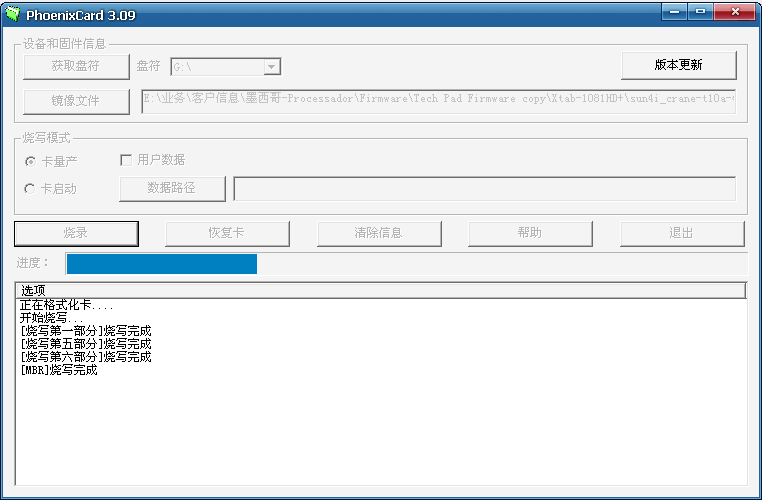 PhoenixCard 3.09
设备和固件信息
获取盘符 盘符 G:\ 版本更新
镜像文件 E:\业务\客户信息\墨西哥-Processador\Firmware\Tech Pad Firmware copy\Xtab-1081HD+\sun4i_crane-t10a-
烧写模式
卡量产 用户数据
卡启动 数据路径
烧录 恢复卡 清除信息 帮助 退出
进度：
选项
正在格式化卡....
开始烧写...
[烧写第一部分]烧写完成
[烧写第五部分]烧写完成
[烧写第六部分]烧写完成
[MBR]烧写完成